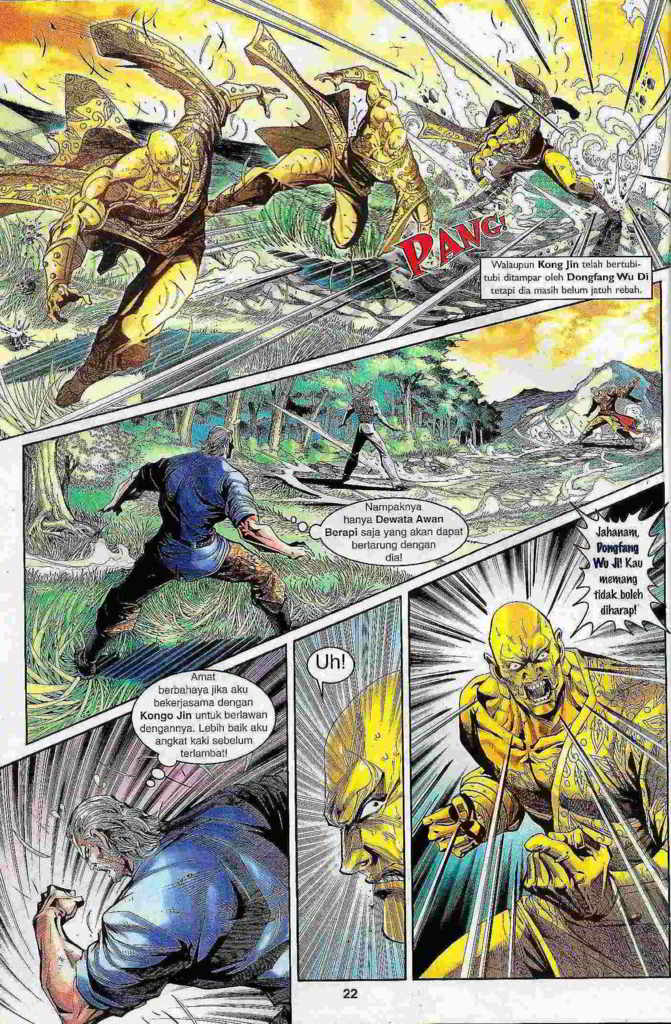 PANG!
Walaupun Kong Jin telah bertubi-
tubi ditampar oleh Dongfang Wu Di
tetapi dia masih belum jatuh rebah.
Nampaknya
hanya Dewata Awan
Berapi saja yang dapat
bertarung dengan
dia!
Jahanam,
Dongfang
Wu Ji! Kau
memang
tidak boleh
diharap!
Amat
berbahaya jika aku
bekerjasama dengan
Kongo Jin untuk berlawan
dengannya. Lebih baik aku
angkat kaki sebelum
terlambat!
Uh!
22